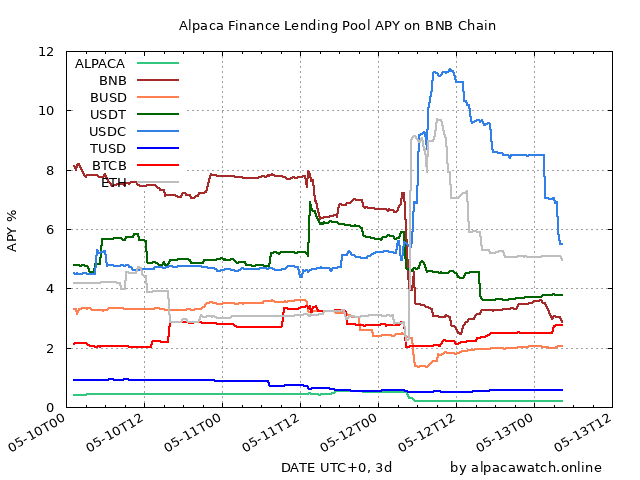 Alpaca Finance Lending Pool APY on BNB Chain
12
10
8
6
4
2
0
APY %
ALPACA
BNB
BUSD
USDT
USDC
TUSD
BTCB
ETH
05-10T00
05-10T12
05-11T00
05-11T12
05-12T00
05-12T12
05-13T00
05-13T12
DATE UTC+0, 3d
by alpacawatch.online